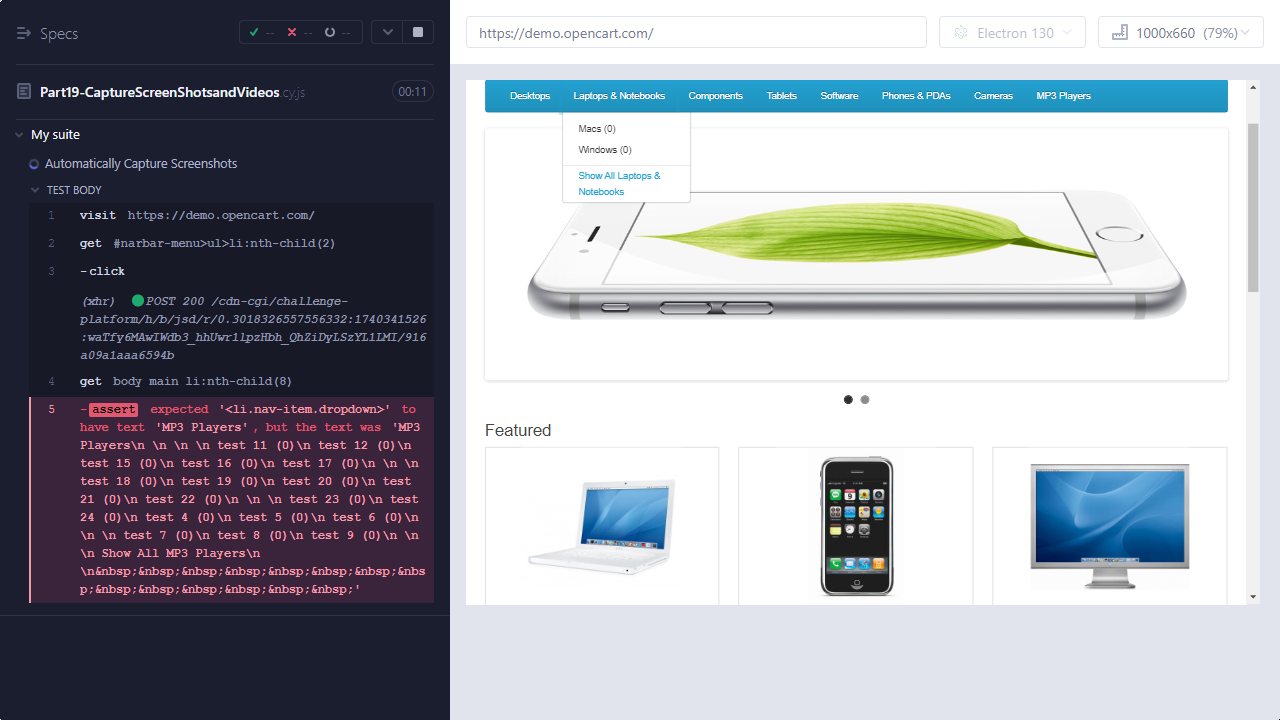 Specs
--
--
--
Part19-CaptureScreenShotsandVideos.cy.js
00:11
My suite
Automatically Capture Screenshots
TEST BODY
1 visit https://demo.opencart.com/
2 get #narbar-menu>ul>li:nth-child(2)
3 -click
(xhr) POST 200 /cdn-cgi/challenge-
platform/h/b/jsd/r/0.3018326557556332:1740341526
:waTfy6MAwIWdb3_hhUwr1lpzHbh_QhZiDyLSzYL1LMI/916
a09a1aaa6594b
4 get body main li:nth-child(8)
5 -assert expected '<li.nav-item.dropdown>' to
have text 'MP3 Players', but the text was 'MP3
Players\n \n \n \n test 11 (0)\n test 12 (0)\n
test 15 (0)\n test 16 (0)\n test 17 (0)\n \n \n
test 18 (0)\n test 19 (0)\n test 20 (0)\n test
21 (0)\n test 22 (0)\n \n \n test 23 (0)\n test
24 (0)\n test 4 (0)\n test 5 (0)\n test 6 (0)\n
\n \n test 7 (0)\n test 8 (0)\n test 9 (0)\n \n
\n Show All MP3 Players\n
\n&nbsp;&nbsp;&nbsp;&nbsp;&nbsp;&nbsp;&nbsp;&nbs
p;&nbsp;&nbsp;&nbsp;&nbsp;&nbsp;&nbsp;'
https://demo.opencart.com/
Electron 130
1000x660 (79%)
Desktops Laptops & Notebooks Components Tablets Software Phones & PDAs Cameras MP3 Players
Macs (0)
Windows (0)
Show All Laptops &
Notebooks
Featured